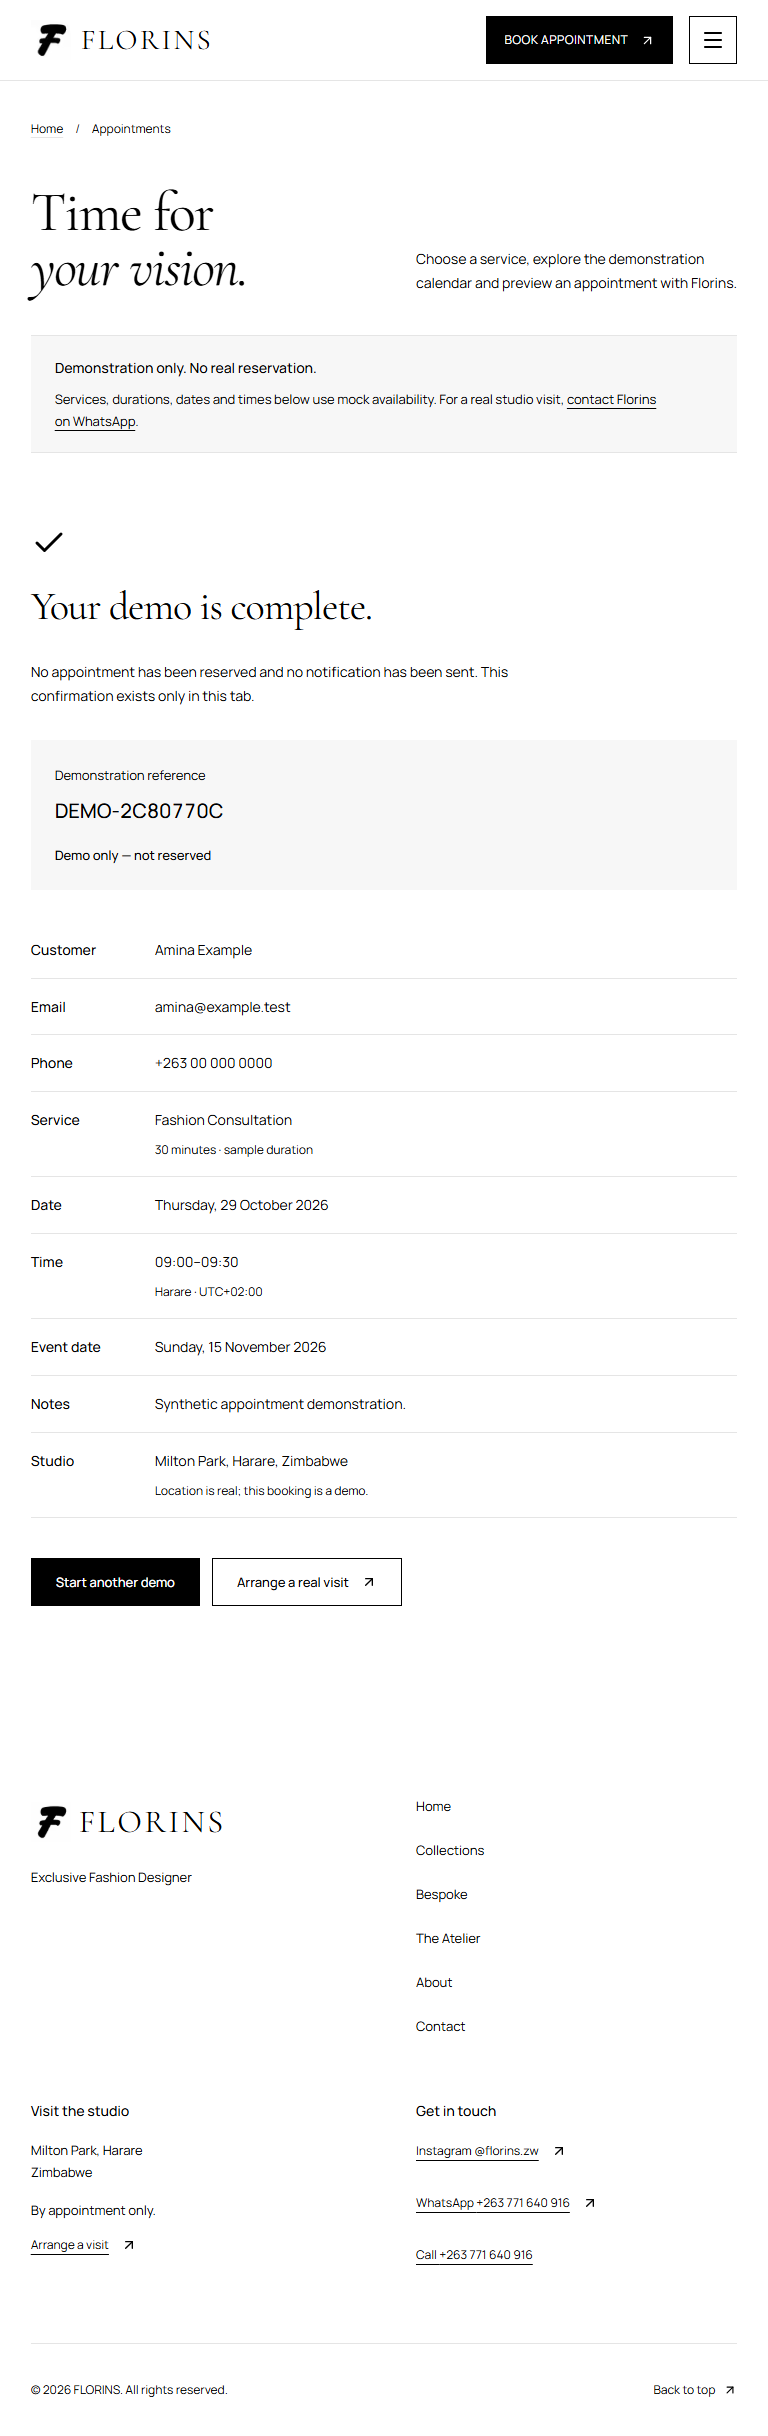 FLORINS
BOOK APPOINTMENT
Home / Appointments
Time for
your vision.
Choose a service, explore the demonstration
calendar and preview an appointment with Florins.
Demonstration only. No real reservation.
Services, durations, dates and times below use mock availability. For a real studio visit, contact Florins
on WhatsApp.
Your demo is complete.
No appointment has been reserved and no notification has been sent. This
confirmation exists only in this tab.
Demonstration reference
DEMO-2C80770C
Demo only — not reserved
Customer Amina Example
Email amina@example.test
Phone +263 00 000 0000
Service Fashion Consultation
30 minutes · sample duration
Date Thursday, 29 October 2026
Time 09:00–09:30
Harare · UTC+02:00
Event date Sunday, 15 November 2026
Notes Synthetic appointment demonstration.
Studio Milton Park, Harare, Zimbabwe
Location is real; this booking is a demo.
Start another demo
Arrange a real visit
FLORINS
Exclusive Fashion Designer
Home
Collections
Bespoke
The Atelier
About
Contact
Visit the studio
Milton Park, Harare
Zimbabwe
By appointment only.
Arrange a visit
Get in touch
Instagram @florins.zw
WhatsApp +263 771 640 916
Call +263 771 640 916
© 2026 FLORINS. All rights reserved.
Back to top